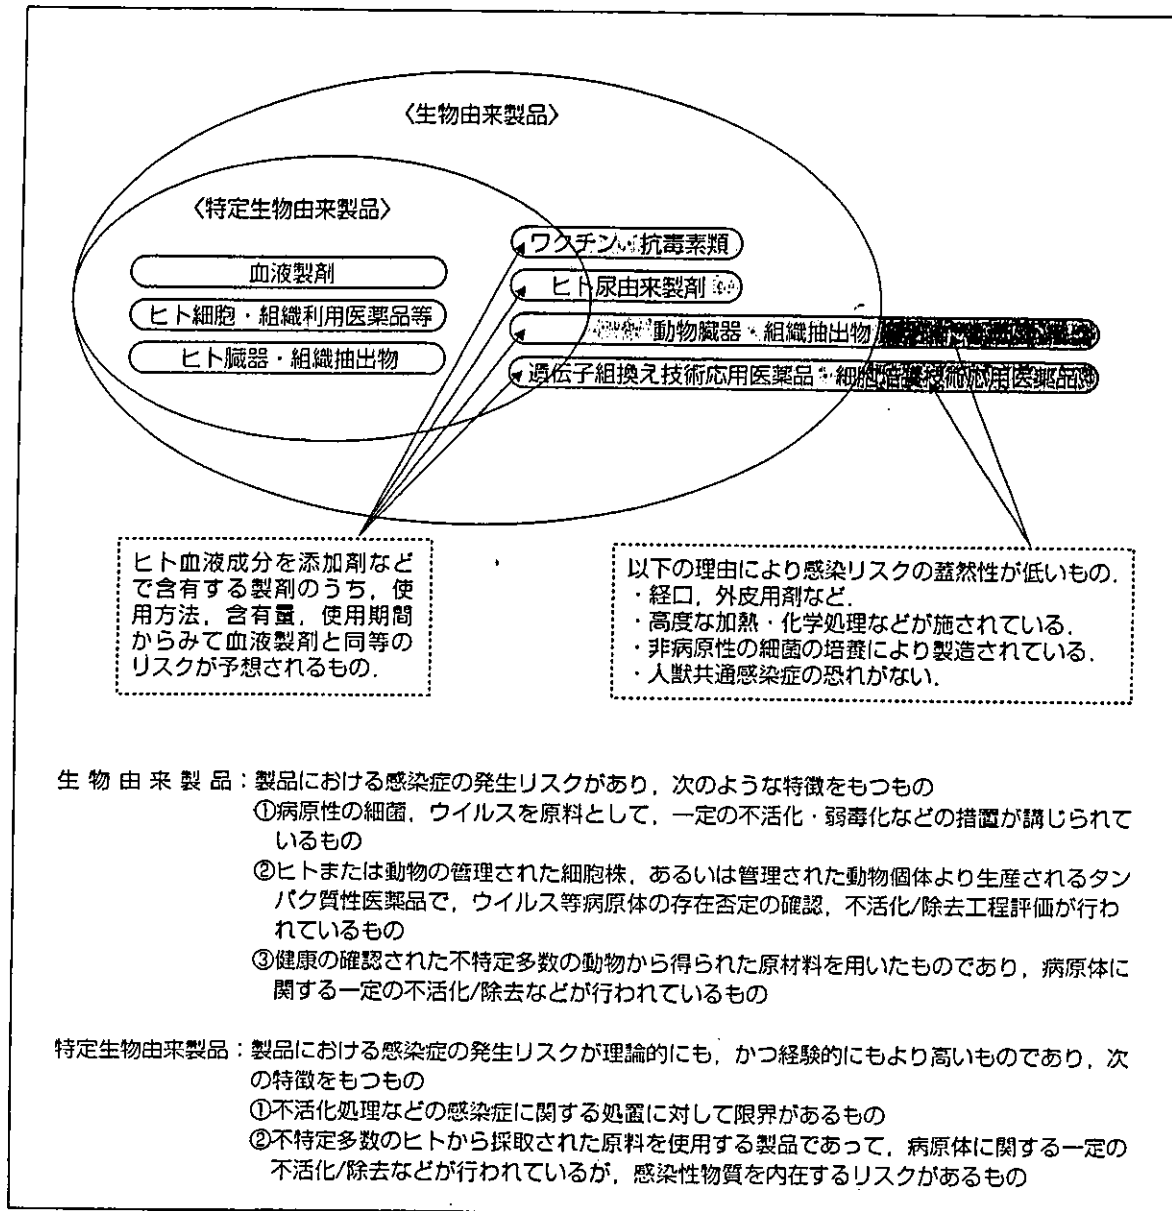 〈生物由来製品〉
〈特定生物由来製品〉
血液製剤
ヒト細胞・組織利用医薬品等
ヒト臓器・組織抽出物
ワクチン 抗毒素類
ヒト尿由来製剤
動物臓器・組織抽出物
遺伝子組換え技術応用医薬品・細胞培養技術応用医薬品
ヒト血液成分を添加剤など
で含有する製剤のうち，使
用方法，含有量，使用期間
からみて血液製剤と同等の
リスクが予想されるもの．
以下の理由により感染リスクの蓋然性が低いもの．
・経口，外皮用剤など．
・高度な加熱・化学処理などが施されている．
・非病原性の細菌の培養により製造されている．
・人獣共通感染症の恐れがない．
生物由来製品：製品における感染症の発生リスクがあり，次のような特徴をもつもの
①病原性の細菌，ウイルスを原料として，一定の不活化・弱毒化などの措置が講じられて
いるもの
②ヒトまたは動物の管理された細胞株，あるいは管理された動物個体より生産されるタン
パク質性医薬品で，ウイルス等病原体の存在否定の確認，不活化/除去工程評価が行わ
れているもの
③健康の確認された不特定多数の動物から得られた原材料を用いたものであり，病原体に
関する一定の不活化/除去などが行われているもの
特定生物由来製品：製品における感染症の発生リスクが理論的にも，かつ経験的にもより高いものであり，次
の特徴をもつもの
①不活化処理などの感染症に関する処置に対して限界があるもの
②不特定多数のヒトから採取された原料を使用する製品であって，病原体に関する一定の
不活化/除去などが行われているが，感染性物質を内在するリスクがあるもの